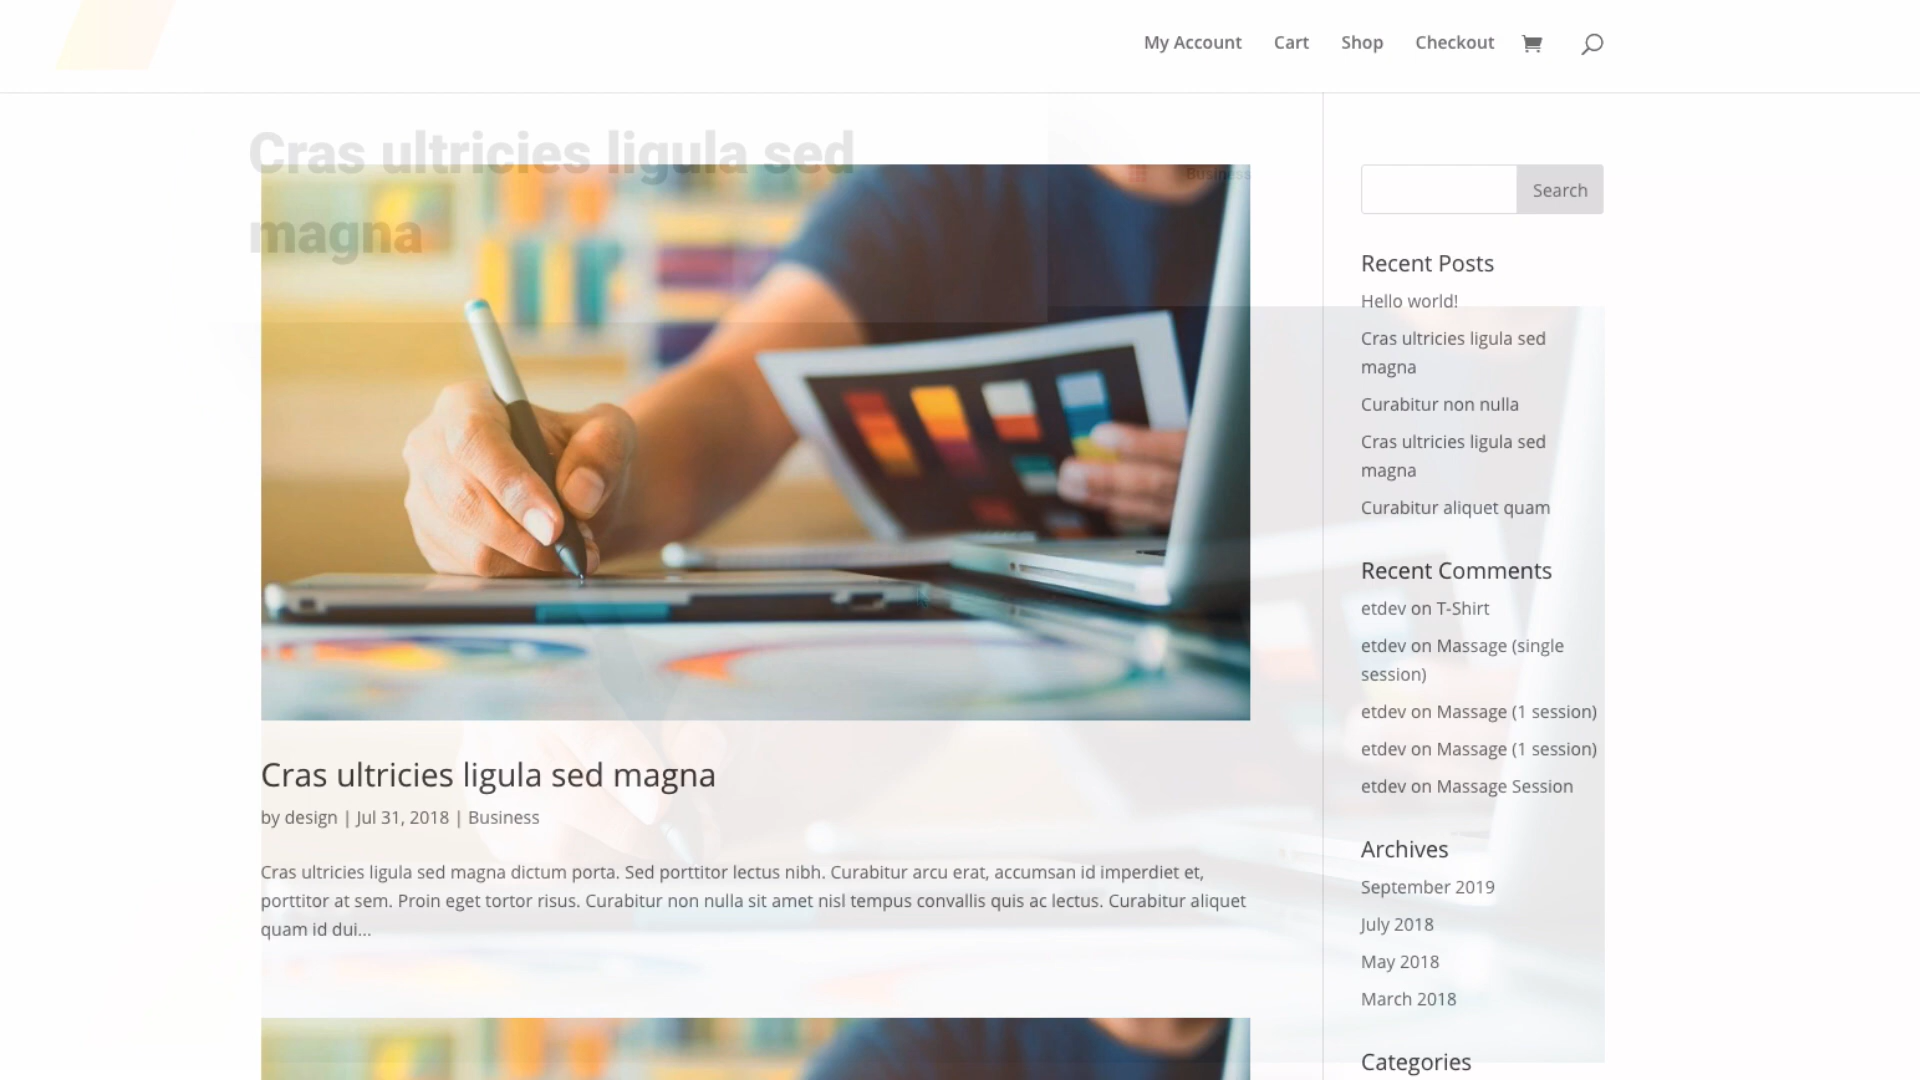 My Account Cart Shop Checkout
Cras ultricies ligula sed
magna
Business
Cras ultricies ligula sed magna
by design | Jul 31, 2018 | Business
Cras ultricies ligula sed magna dictum porta. Sed porttitor lectus nibh. Curabitur arcu erat, accumsan id imperdiet et,
porttitor at sem. Proin eget tortor risus. Curabitur non nulla sit amet nisl tempus convallis quis ac lectus. Curabitur aliquet
quam id dui...
Search
Recent Posts
Hello world!
Cras ultricies ligula sed
magna
Curabitur non nulla
Cras ultricies ligula sed
magna
Curabitur aliquet quam
Recent Comments
etdev on T-Shirt
etdev on Massage (single
session)
etdev on Massage (1 session)
etdev on Massage (1 session)
etdev on Massage Session
Archives
September 2019
July 2018
May 2018
March 2018
Categories